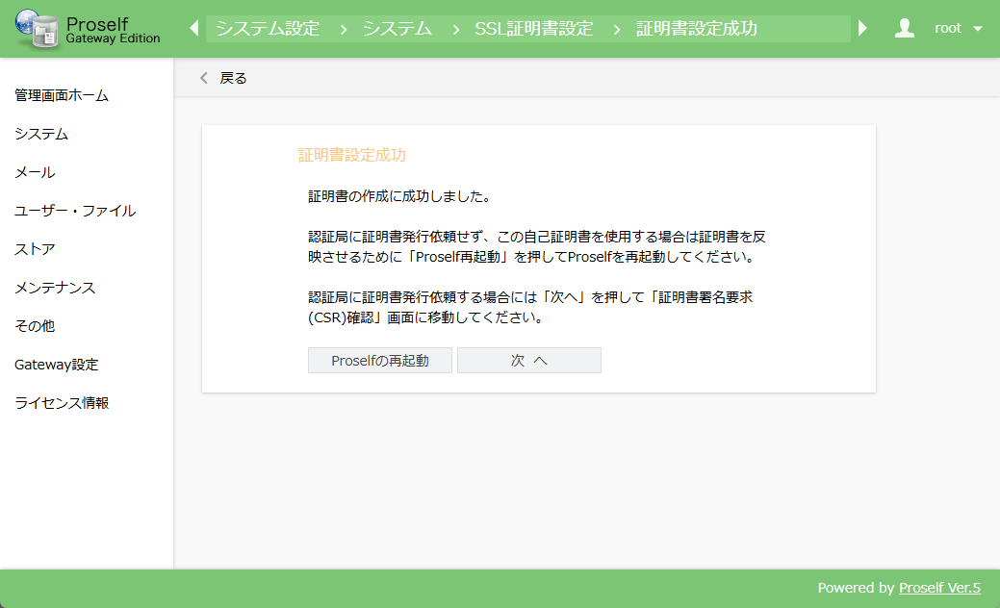 Proself
Gateway Edition
システム設定 › システム › SSL証明書設定 › 証明書設定成功
root
戻る
管理画面ホーム
システム
メール
ユーザー・ファイル
ストア
メンテナンス
その他
Gateway設定
ライセンス情報
証明書設定成功
証明書の作成に成功しました。
認証局に証明書発行依頼せず、この自己証明書を使用する場合は証明書を反
映させるために「Proself再起動」を押してProselfを再起動してください。
認証局に証明書発行依頼する場合には「次へ」を押して「証明書署名要求
(CSR)確認」画面に移動してください。
Proselfの再起動
次 へ
Powered by Proself Ver.5